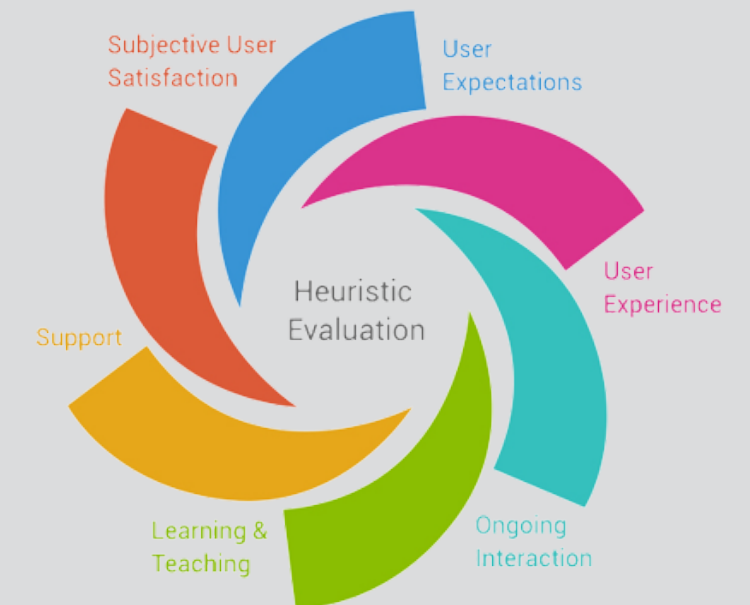 Subjective User
Satisfaction
User
Expectations
User
Experience
Heuristic
Evaluation
Support
Learning &
Teaching
Ongoing
Interaction